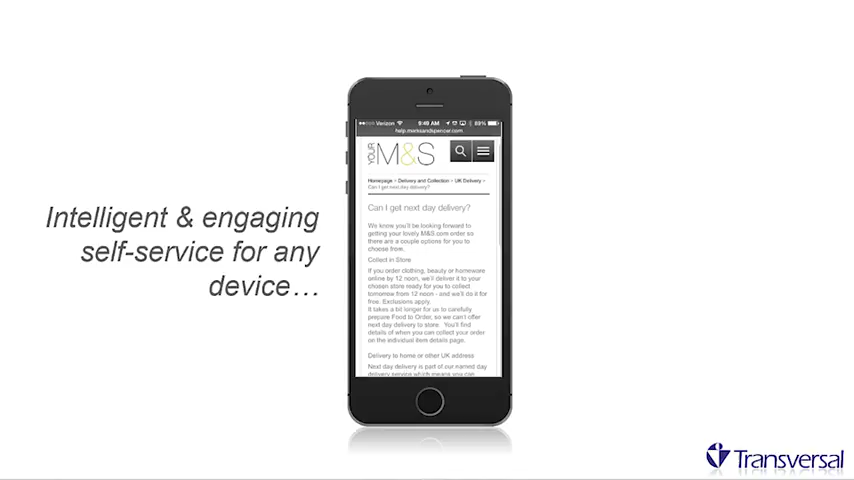 Intelligent & engaging
self-service for any
device…
Verizon 9:49 AM 89%
help.marksandspencer.com
YOUR M&S
Homepage > Delivery and Collection > UK Delivery >
Can I get next day delivery?
Can I get next day delivery?
We know you'll be looking forward to
getting your lovely M&S.com order so
there are a couple options for you to
choose from.
Collect in Store
If you order clothing, beauty or homeware
online by 12 noon, we'll deliver it to your
chosen store ready for you to collect
tomorrow from 12 noon - and we'll do it for
free. Exclusions apply.
It takes a bit longer for us to carefully
prepare Food to Order, so we can't offer
next day delivery to store. You'll find
details of when you can collect your order
on the individual item details page.
Delivery to home or other UK address
Next day delivery is part of our named day
delivery service which means you can
Transversal